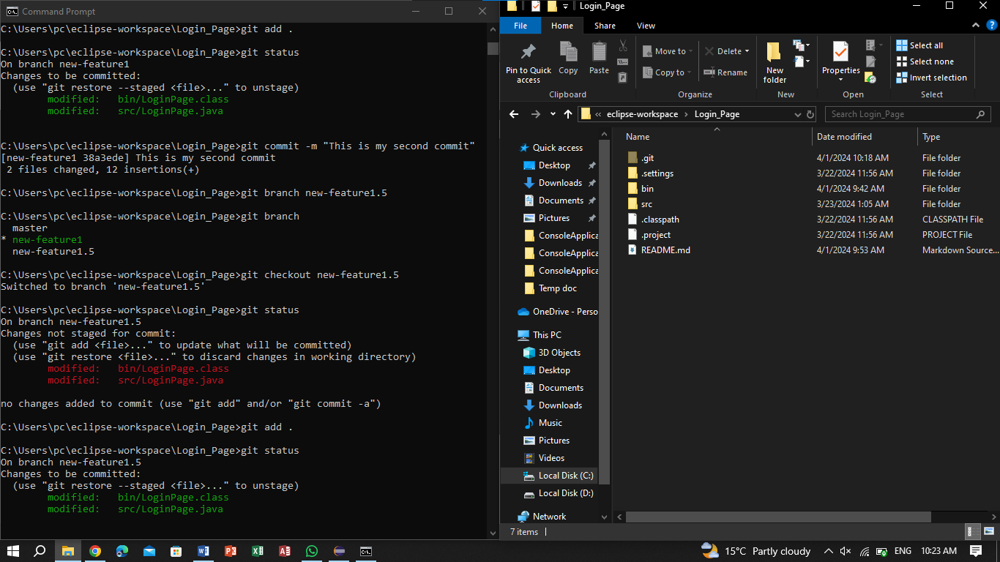 Command Prompt
C:\Users\pc\eclipse-workspace\Login_Page>git add .
C:\Users\pc\eclipse-workspace\Login_Page>git status
On branch new-feature1
Changes to be committed:
  (use "git restore --staged <file>..." to unstage)
        modified:   bin/LoginPage.class
        modified:   src/LoginPage.java
C:\Users\pc\eclipse-workspace\Login_Page>git commit -m "This is my second commit"
[new-feature1 38a3ede] This is my second commit
 2 files changed, 12 insertions(+)
C:\Users\pc\eclipse-workspace\Login_Page>git branch new-feature1.5
C:\Users\pc\eclipse-workspace\Login_Page>git branch
  master
* new-feature1
  new-feature1.5
C:\Users\pc\eclipse-workspace\Login_Page>git checkout new-feature1.5
Switched to branch 'new-feature1.5'
C:\Users\pc\eclipse-workspace\Login_Page>git status
On branch new-feature1.5
Changes not staged for commit:
  (use "git add <file>..." to update what will be committed)
  (use "git restore <file>..." to discard changes in working directory)
        modified:   bin/LoginPage.class
        modified:   src/LoginPage.java
no changes added to commit (use "git add" and/or "git commit -a")
C:\Users\pc\eclipse-workspace\Login_Page>git add .
C:\Users\pc\eclipse-workspace\Login_Page>git status
On branch new-feature1.5
Changes to be committed:
  (use "git restore --staged <file>..." to unstage)
        modified:   bin/LoginPage.class
        modified:   src/LoginPage.java
Login_Page
File Home Share View
Pin to Quick access
Copy
Paste
Clipboard
Move to
Copy to
Delete
Rename
Organize
New folder
New
Properties
Open
Select all
Select none
Invert selection
Select
« eclipse-workspace › Login_Page
Search Login_Page
Quick access
Desktop
Downloads
Documents
Pictures
ConsoleApplica
ConsoleApplica
ConsoleApplica
Temp doc
OneDrive - Perso
This PC
3D Objects
Desktop
Documents
Downloads
Music
Pictures
Videos
Local Disk (C:)
Local Disk (D:)
Network
Name Date modified Type
.git 4/1/2024 10:18 AM File folder
.settings 3/22/2024 11:56 AM File folder
bin 4/1/2024 9:42 AM File folder
src 3/23/2024 1:05 AM File folder
.classpath 3/22/2024 11:56 AM CLASSPATH File
.project 3/22/2024 11:56 AM PROJECT File
README.md 4/1/2024 9:53 AM Markdown Source...
7 items
15°C Partly cloudy ENG 10:23 AM